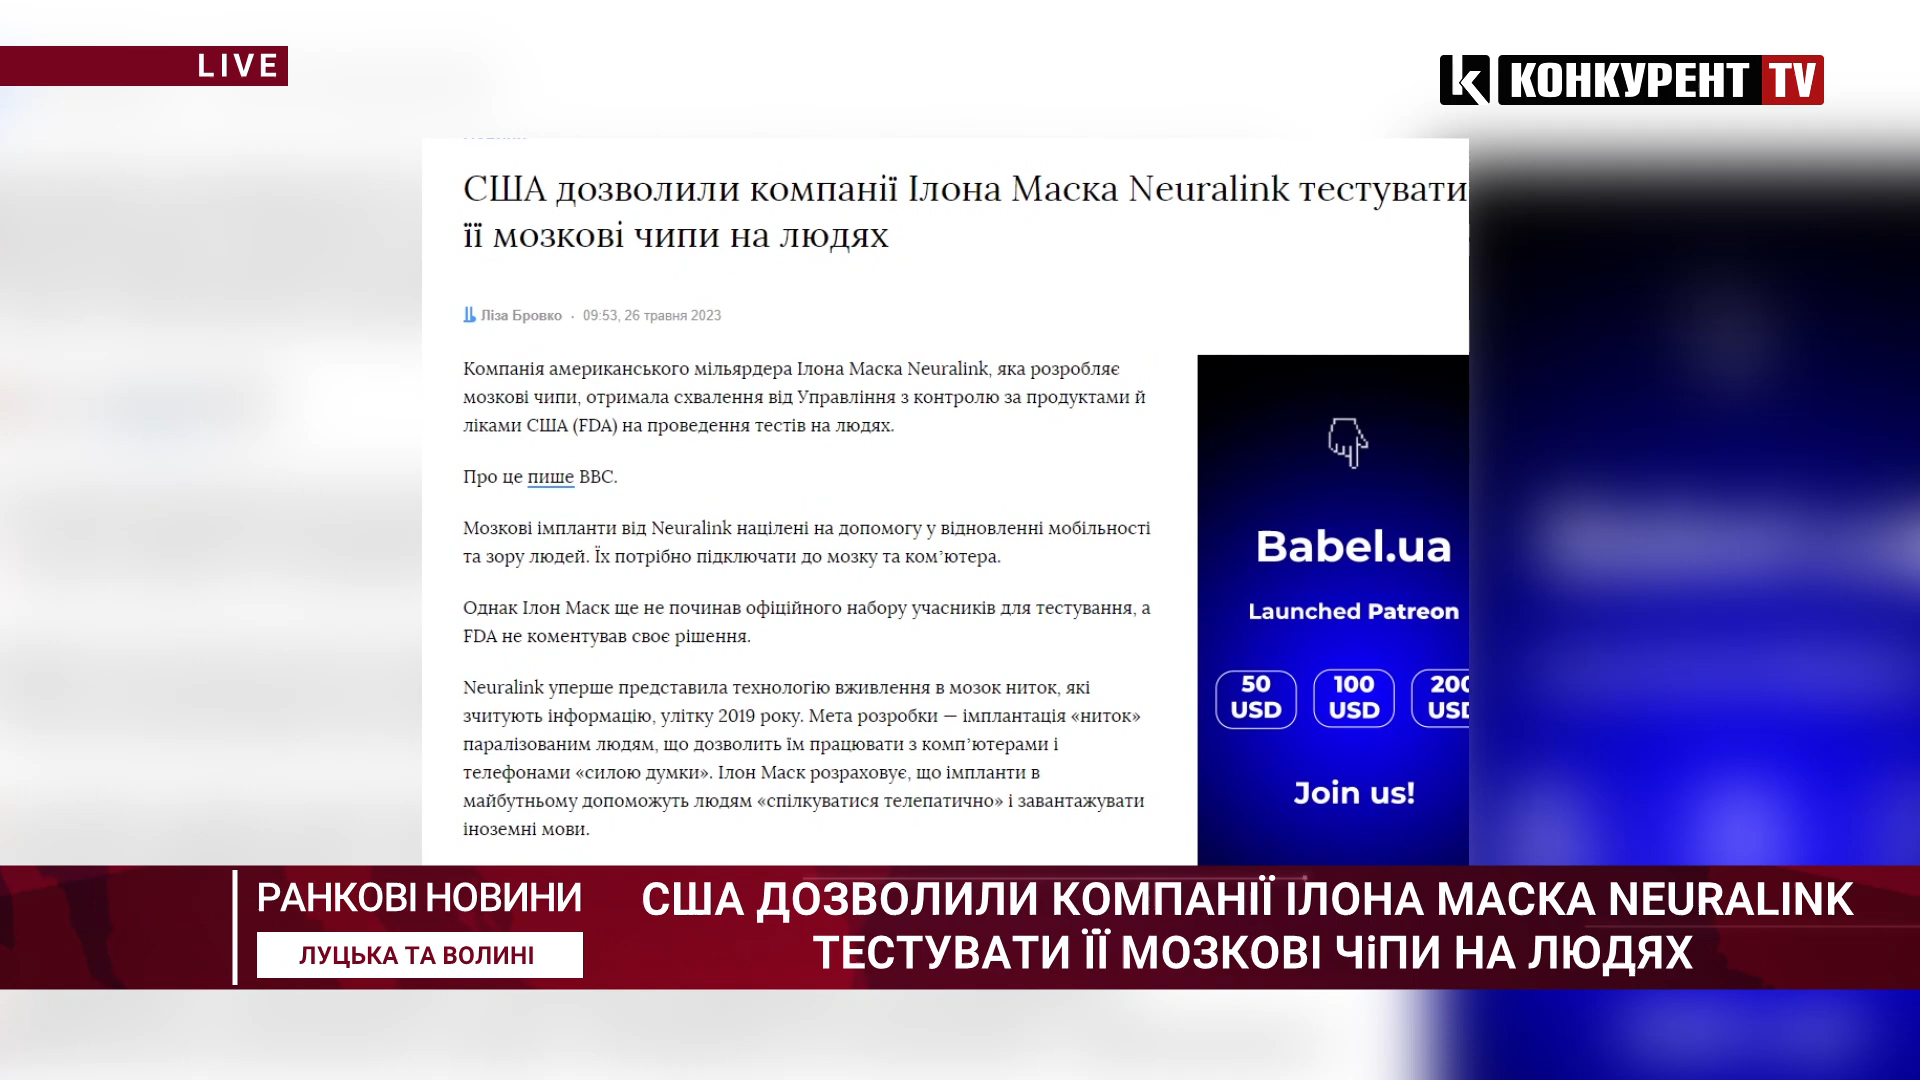 LIVE
k КОНКУРЕНТ TV
США дозволили компанії Ілона Маска Neuralink тестувати
її мозкові чипи на людях
Ліза Бровко · 09:53, 26 травня 2023
Компанія американського мільярдера Ілона Маска Neuralink, яка розробляє
мозкові чипи, отримала схвалення від Управління з контролю за продуктами й
ліками США (FDA) на проведення тестів на людях.
Про це пише BBC.
Мозкові імпланти від Neuralink націлені на допомогу у відновленні мобільності
та зору людей. Їх потрібно підключати до мозку та ком’ютера.
Однак Ілон Маск ще не починав офіційного набору учасників для тестування, а
FDA не коментував своє рішення.
Neuralink уперше представила технологію вживлення в мозок ниток, які
зчитують інформацію, улітку 2019 року. Мета розробки — імплантація «ниток»
паралізованим людям, що дозволить їм працювати з комп’ютерами і
телефонами «силою думки». Ілон Маск розраховує, що імпланти в
майбутньому допоможуть людям «спілкуватися телепатично» і завантажувати
іноземні мови.
Babel.ua
Launched Patreon
50 USD
100 USD
200 USD
Join us!
РАНКОВІ НОВИНИ
ЛУЦЬКА ТА ВОЛИНІ
США ДОЗВОЛИЛИ КОМПАНІЇ ІЛОНА МАСКА NEURALINK
ТЕСТУВАТИ ЇЇ МОЗКОВІ ЧіПИ НА ЛЮДЯХ